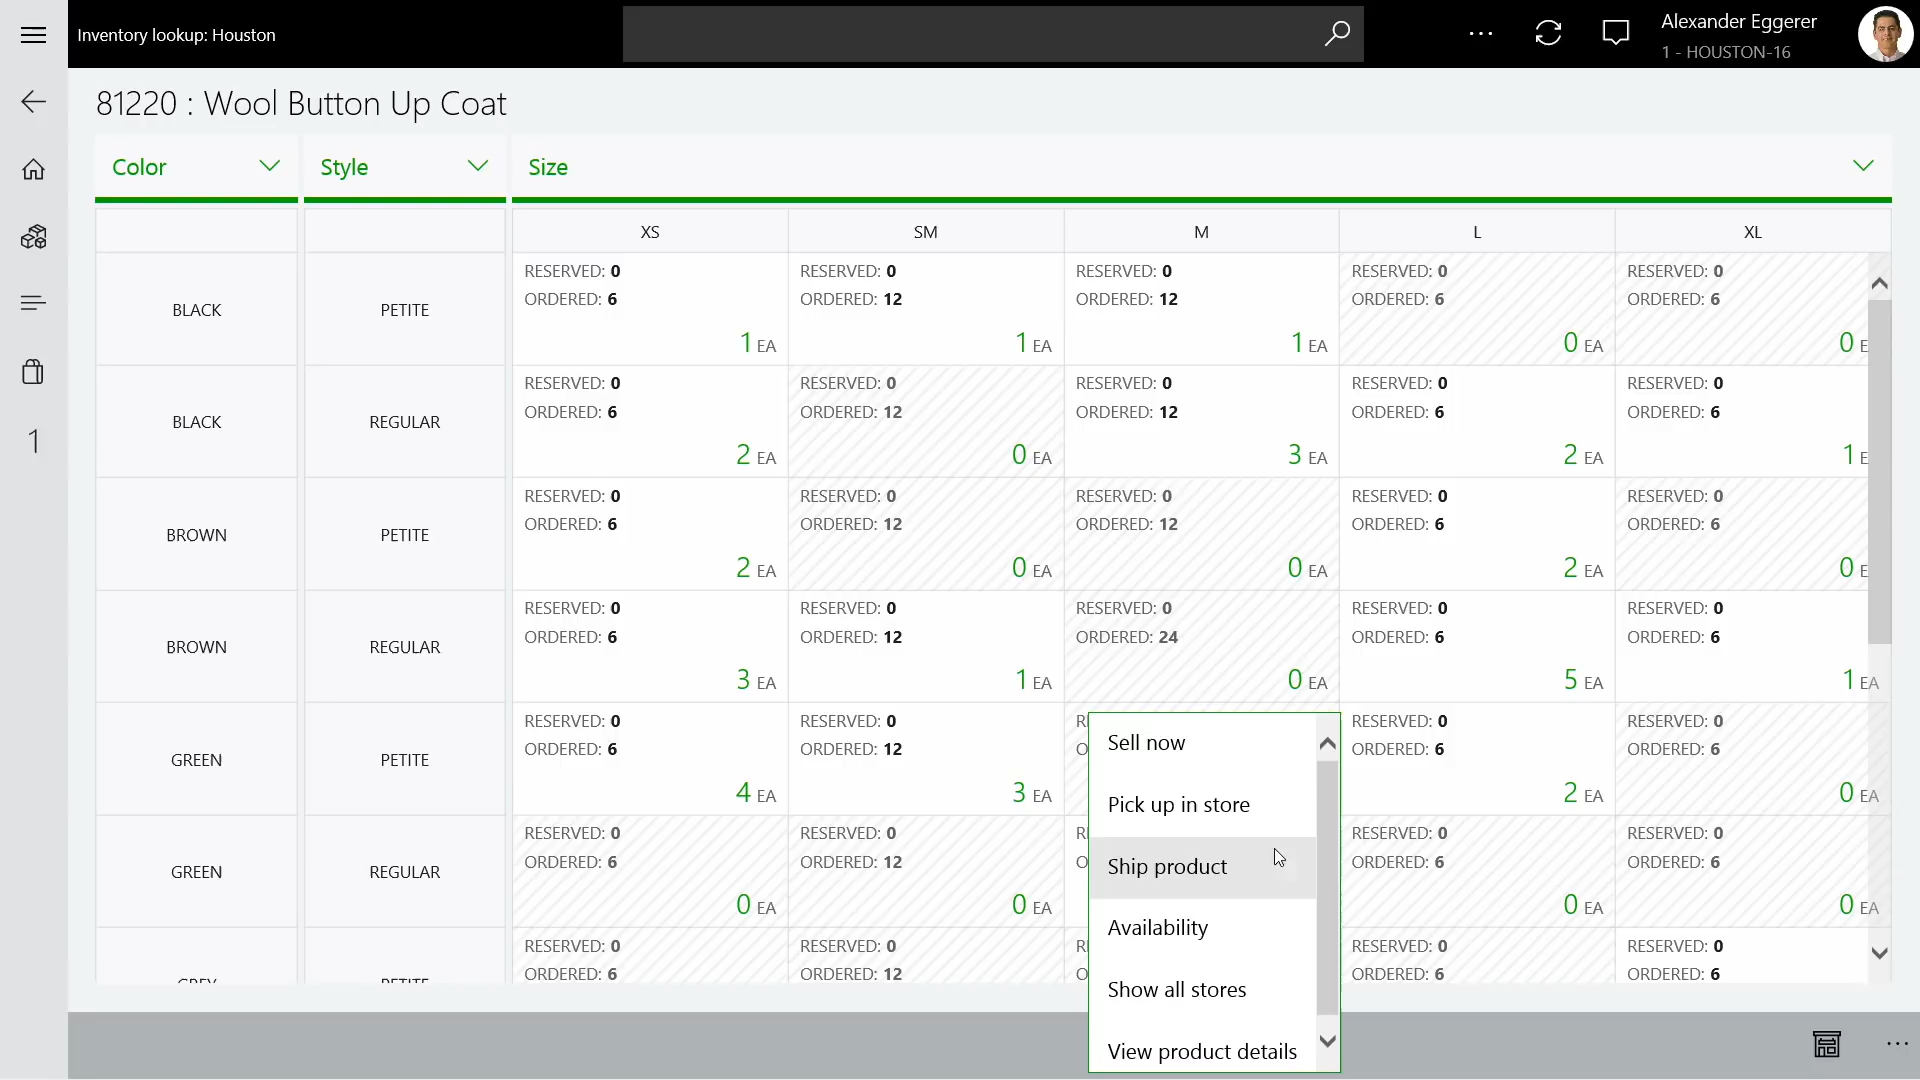 Inventory lookup: Houston
Alexander Eggerer
1 - HOUSTON-16
81220 : Wool Button Up Coat
Color Style Size
XS SM M L XL
BLACK PETITE
RESERVED: 0 RESERVED: 0 RESERVED: 0 RESERVED: 0 RESERVED: 0
ORDERED: 6 ORDERED: 12 ORDERED: 12 ORDERED: 6 ORDERED: 6
1 EA 1 EA 1 EA 0 EA 0 E
BLACK REGULAR
RESERVED: 0 RESERVED: 0 RESERVED: 0 RESERVED: 0 RESERVED: 0
ORDERED: 6 ORDERED: 12 ORDERED: 12 ORDERED: 6 ORDERED: 6
2 EA 0 EA 3 EA 2 EA 1 E
BROWN PETITE
RESERVED: 0 RESERVED: 0 RESERVED: 0 RESERVED: 0 RESERVED: 0
ORDERED: 6 ORDERED: 12 ORDERED: 12 ORDERED: 6 ORDERED: 6
2 EA 0 EA 0 EA 2 EA 0 E
BROWN REGULAR
RESERVED: 0 RESERVED: 0 RESERVED: 0 RESERVED: 0 RESERVED: 0
ORDERED: 6 ORDERED: 12 ORDERED: 24 ORDERED: 6 ORDERED: 6
3 EA 1 EA 0 EA 5 EA 1 EA
GREEN PETITE
RESERVED: 0 RESERVED: 0 RESERVED: 0 RESERVED: 0
ORDERED: 6 ORDERED: 12 ORDERED: 6 ORDERED: 6
4 EA 3 EA 2 EA 0 EA
GREEN REGULAR
RESERVED: 0 RESERVED: 0 RESERVED: 0 RESERVED: 0
ORDERED: 6 ORDERED: 12 ORDERED: 6 ORDERED: 6
0 EA 0 EA 0 EA 0 EA
GREY PETITE
RESERVED: 0 RESERVED: 0 RESERVED: 0 RESERVED: 0
ORDERED: 6 ORDERED: 12 ORDERED: 6 ORDERED: 6
Sell now
Pick up in store
Ship product
Availability
Show all stores
View product details
1